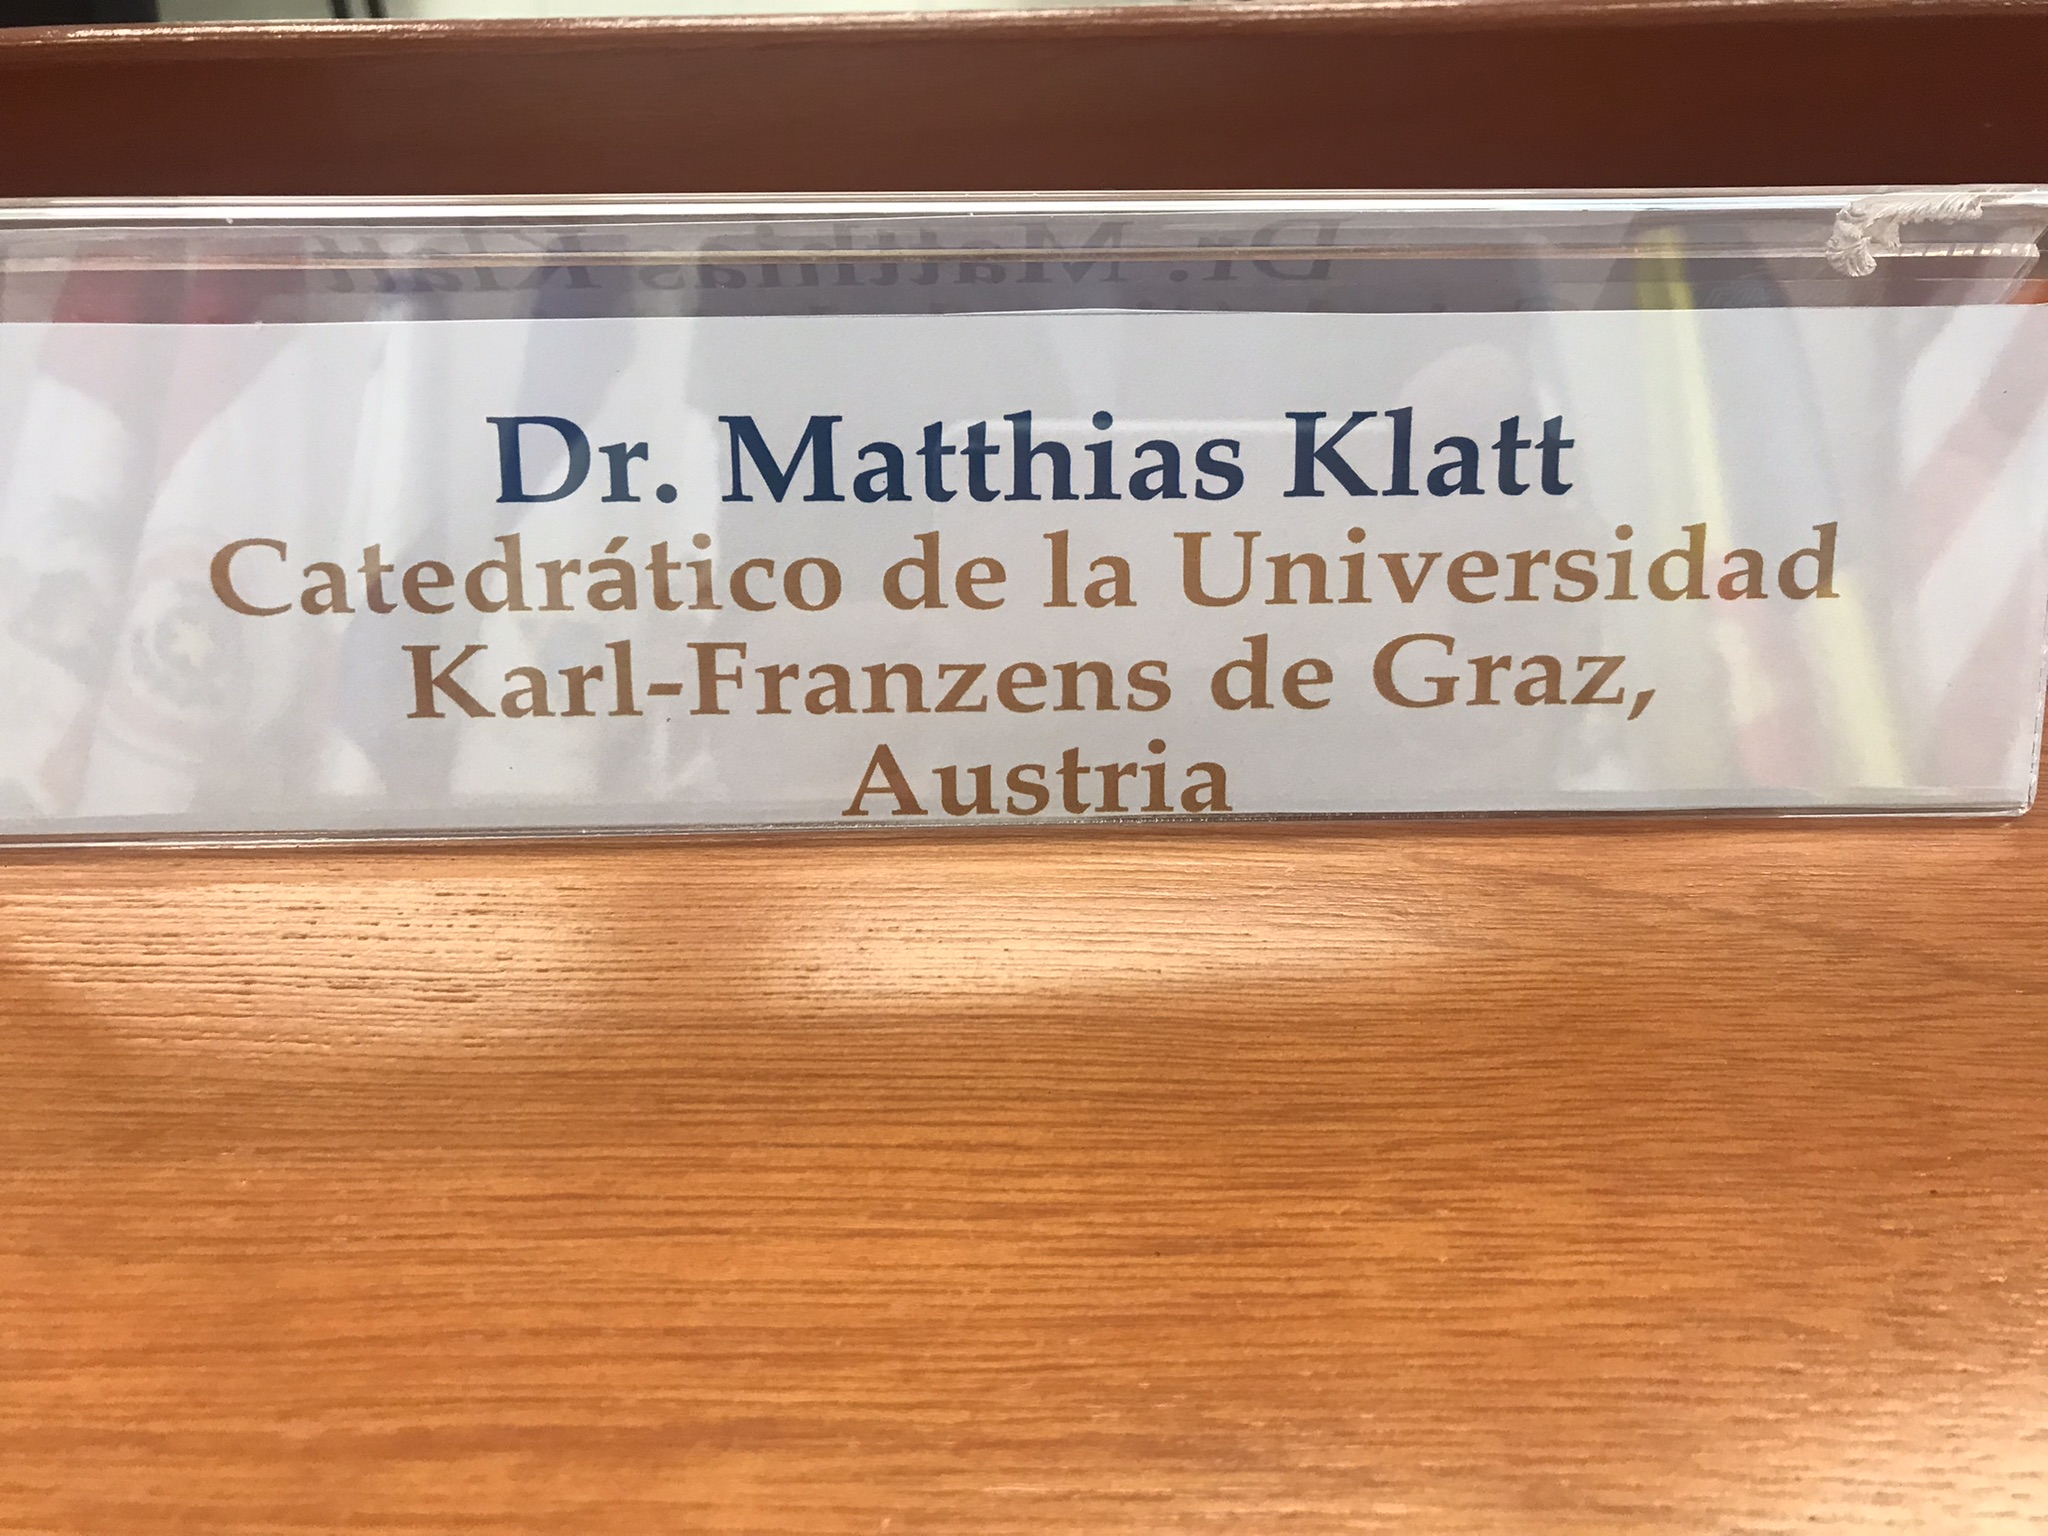 Dr. Matthias Klatt
Catedrático de la Universidad
Karl-Franzens de Graz,
Austria